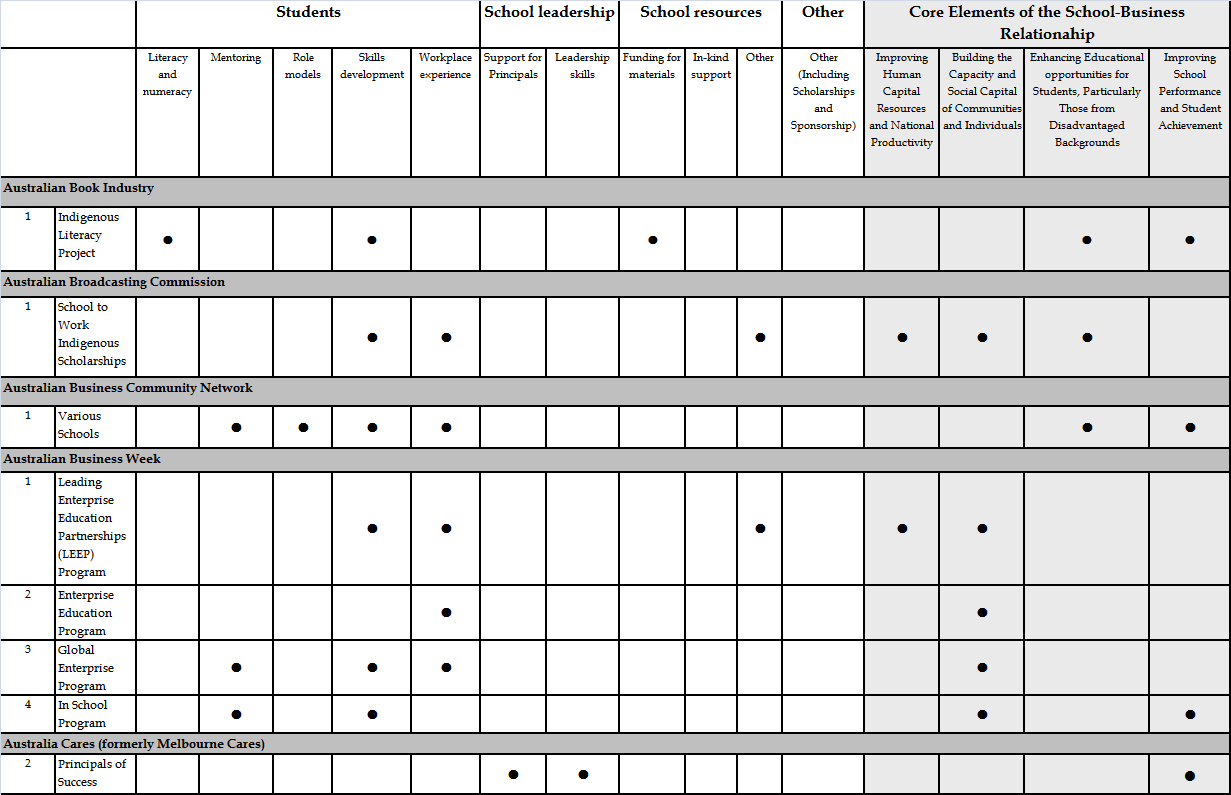 Students
School leadership
School resources
Other
Core Elements of the School-Business
Relationahip
Literacy
and
numeracy
Mentoring
Role
models
Skills
development
Workplace
experience
Support for
Principals
Leadership
skills
Funding for
materials
In-kind
support
Other
Other
(Including
Scholarships
and
Sponsorship)
Improving
Human
Capital
Resources
and National
Productivity
Building the
Capacity and
Social Capital
of Communities
and Individuals
Enhancing Educational
opportunities for
Students, Particularly
Those from
Disadvantaged
Backgrounds
Improving
School
Performance
and Student
Achievement
Australian Book Industry
1
Indigenous
Literacy
Project
● ● ● ● ●
Australian Broadcasting Commission
1
School to
Work
Indigenous
Scholarships
● ● ● ● ● ●
Australian Business Community Network
1
Various
Schools
● ● ● ● ● ●
Australian Business Week
1
Leading
Enterprise
Education
Partnerships
(LEEP)
Program
● ● ● ● ●
2
Enterprise
Education
Program
● ●
3
Global
Enterprise
Program
● ● ● ●
4
In School
Program
● ● ● ●
Australia Cares (formerly Melbourne Cares)
2
Principals of
Success
● ● ●